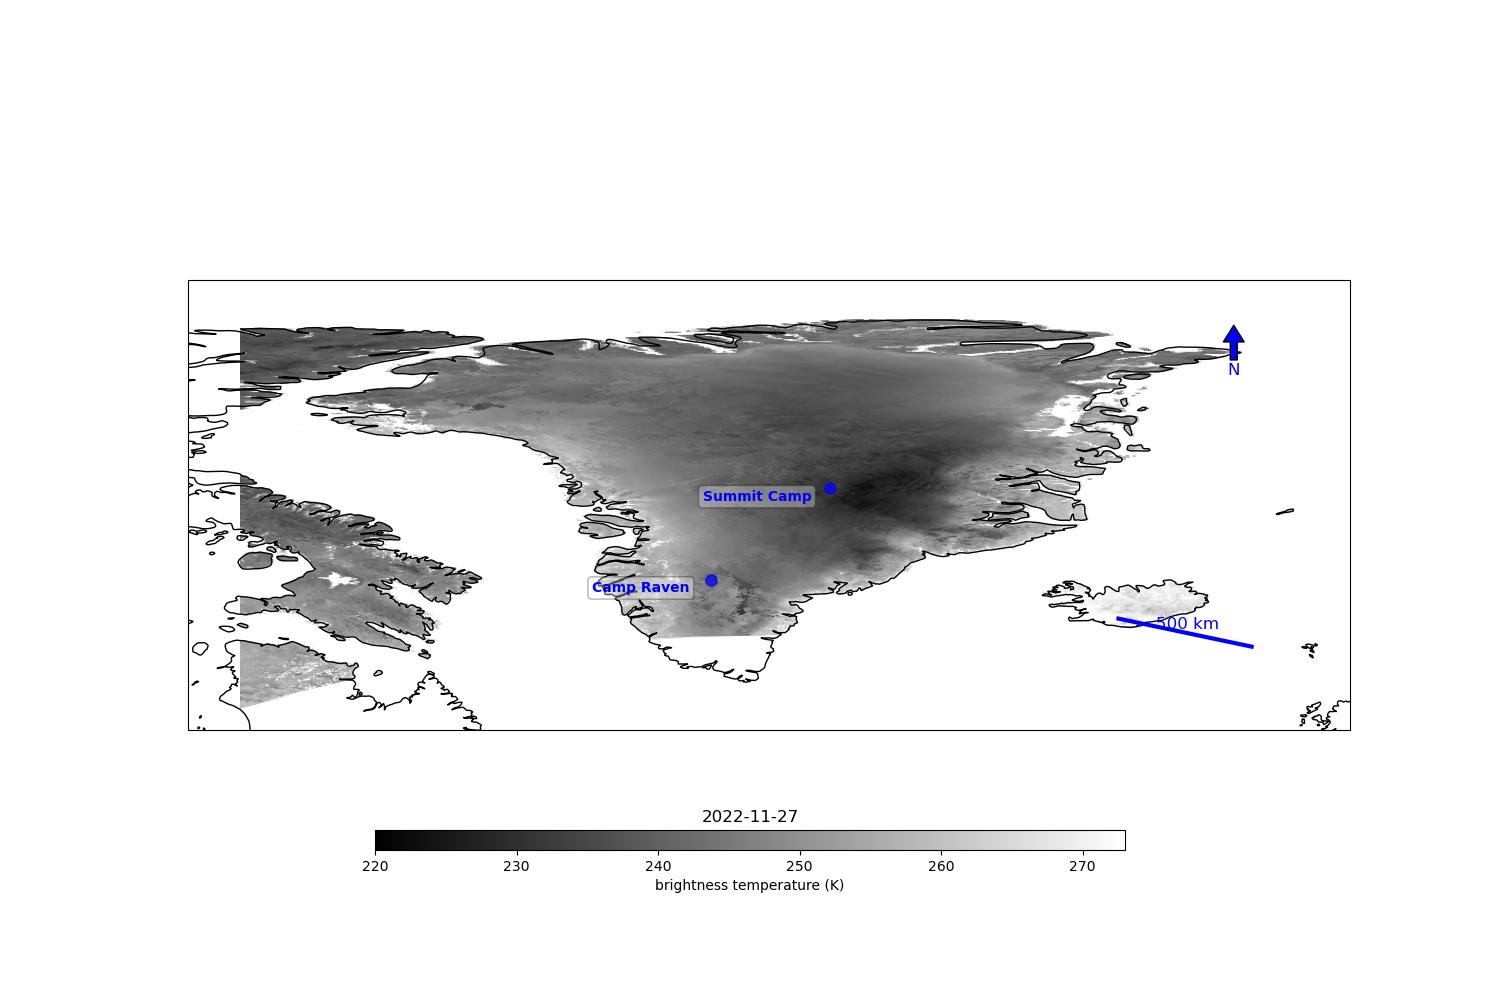 N
Summit Camp
Camp Raven
500 km
2022-11-27
220 230 240 250 260 270
brightness temperature (K)